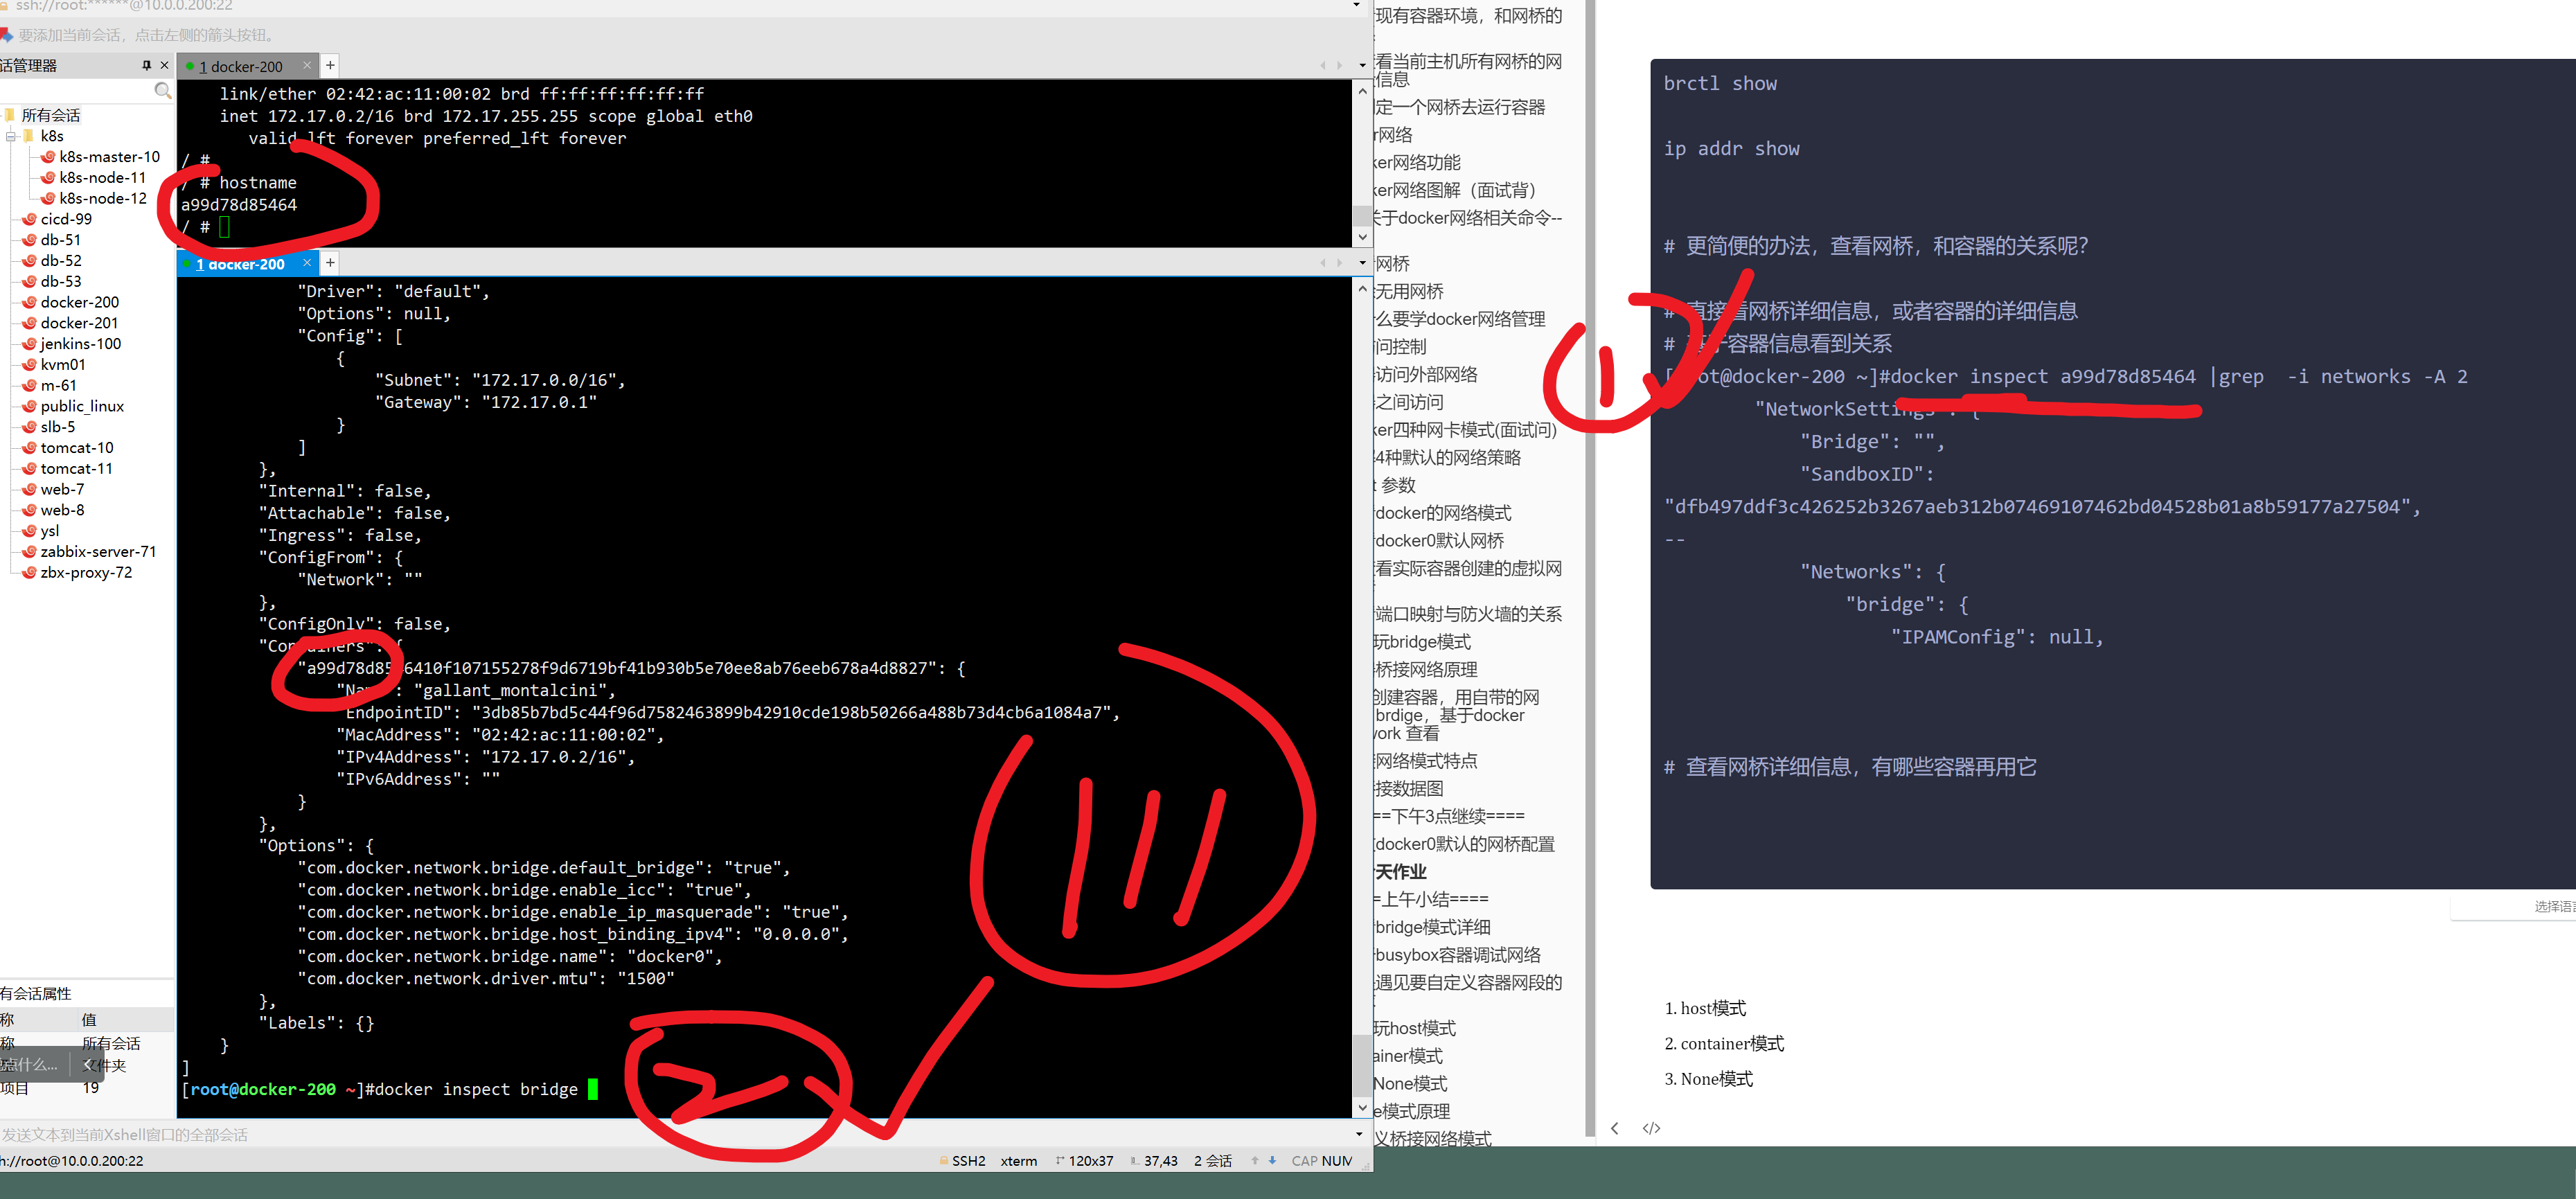 ssh://root:******@10.0.0.200:22
要添加当前会话，点击左侧的箭头按钮。
话管理器
所有会话
k8s
k8s-master-10
k8s-node-11
k8s-node-12
cicd-99
db-51
db-52
db-53
docker-200
docker-201
jenkins-100
kvm01
m-61
public_linux
slb-5
tomcat-10
tomcat-11
web-7
web-8
ysl
zabbix-server-71
zbx-proxy-72
有会话属性
称 值
称 所有会话
点什么... 文件夹
项目 19
1 docker-200
link/ether 02:42:ac:11:00:02 brd ff:ff:ff:ff:ff:ff
inet 172.17.0.2/16 brd 172.17.255.255 scope global eth0
valid_lft forever preferred_lft forever
/ #
/ # hostname
a99d78d85464
/ #
1 docker-200
"Driver": "default",
"Options": null,
"Config": [
{
"Subnet": "172.17.0.0/16",
"Gateway": "172.17.0.1"
}
]
},
"Internal": false,
"Attachable": false,
"Ingress": false,
"ConfigFrom": {
"Network": ""
},
"ConfigOnly": false,
"Containers": {
"a99d78d8546410f107155278f9d6719bf41b930b5e70ee8ab76eeb678a4d8827": {
"Name": "gallant_montalcini",
"EndpointID": "3db85b7bd5c44f96d7582463899b42910cde198b50266a488b73d4cb6a1084a7",
"MacAddress": "02:42:ac:11:00:02",
"IPv4Address": "172.17.0.2/16",
"IPv6Address": ""
}
},
"Options": {
"com.docker.network.bridge.default_bridge": "true",
"com.docker.network.bridge.enable_icc": "true",
"com.docker.network.bridge.enable_ip_masquerade": "true",
"com.docker.network.bridge.host_binding_ipv4": "0.0.0.0",
"com.docker.network.bridge.name": "docker0",
"com.docker.network.driver.mtu": "1500"
},
"Labels": {}
}
]
[root@docker-200 ~]#docker inspect bridge
2
发送文本到当前Xshell窗口的全部会话
h://root@10.0.0.200:22
SSH2 xterm 120x37 37,43 2 会话 CAP NUM
现有容器环境，和网桥的
看当前主机所有网桥的网
信息
定一个网桥去运行容器
r网络
ker网络功能
ker网络图解（面试背）
关于docker网络相关命令--
网桥
无用网桥
么要学docker网络管理
问控制
访问外部网络
之间访问
ker四种网卡模式(面试问)
4种默认的网络策略
t 参数
docker的网络模式
docker0默认网桥
看实际容器创建的虚拟网
端口映射与防火墙的关系
玩bridge模式
桥接网络原理
创建容器，用自带的网
brdige，基于docker
vork 查看
网络模式特点
接数据图
==下午3点继续====
docker0默认的网桥配置
天作业
=上午小结====
bridge模式详细
busybox容器调试网络
遇见要自定义容器网段的
玩host模式
ainer模式
None模式
e模式原理
义桥接网络模式
1
brctl show
ip addr show
# 更简便的办法，查看网桥，和容器的关系呢？
# 直接看网桥详细信息，或者容器的详细信息
# 基于容器信息看到关系
[root@docker-200 ~]#docker inspect a99d78d85464 |grep  -i networks -A 2
"NetworkSettings": {
"Bridge": "",
"SandboxID":
"dfb497ddf3c426252b3267aeb312b07469107462bd04528b01a8b59177a27504",
--
"Networks": {
"bridge": {
"IPAMConfig": null,
# 查看网桥详细信息，有哪些容器再用它
选择语言
1. host模式
2. container模式
3. None模式